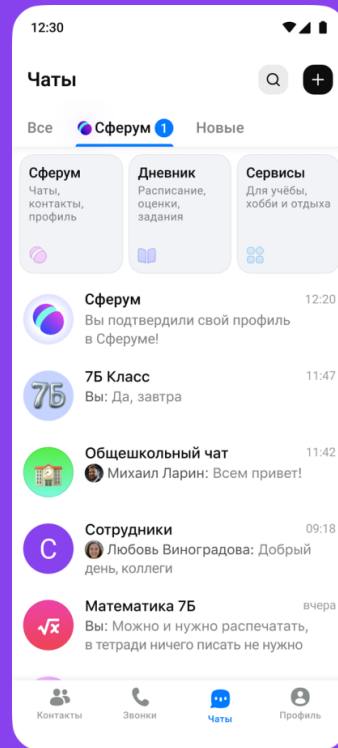 12:30
Чаты
Все
Сферум 1
Новые
Сферум
Чаты,
контакты,
профиль
Дневник
Расписание,
оценки,
задания
Сервисы
Для учёбы,
хобби и отдыха
Сферум 12:20
Вы подтвердили свой профиль
в Сферуме!
7Б
7Б Класс 11:47
Вы: Да, завтра
Общешкольный чат 11:42
Михаил Ларин: Всем привет!
С
Сотрудники 09:18
Любовь Виноградова: Добрый
день, коллеги
√x
Математика 7Б вчера
Вы: Можно и нужно распечатать,
в тетради ничего писать не нужно
Контакты
Звонки
Чаты
Профиль